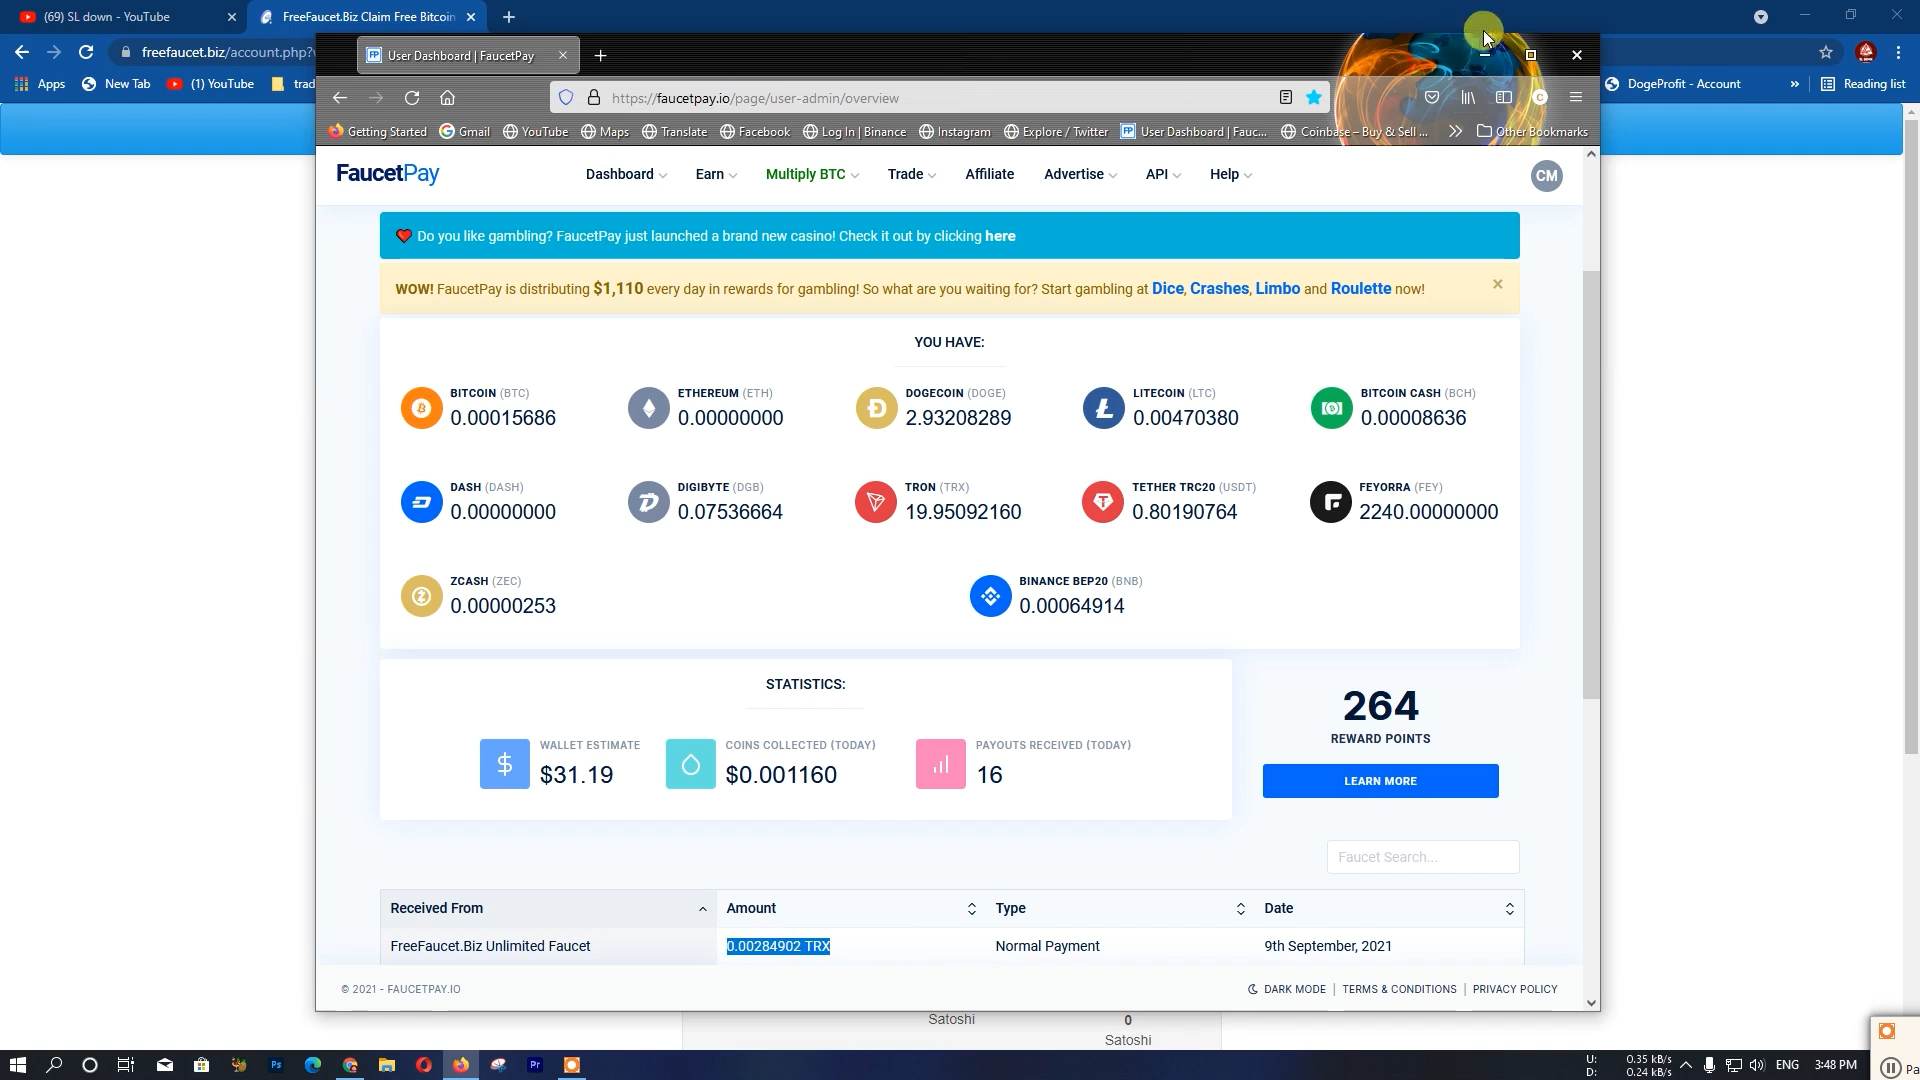 (69) SL down - YouTube
FreeFaucet.Biz Claim Free Bitcoin
freefaucet.biz/account.php?
Apps
New Tab
(1) YouTube
trad
DogeProfit - Account
»
Reading list
User Dashboard | FaucetPay
https://faucetpay.io/page/user-admin/overview
Getting Started
Gmail
YouTube
Maps
Translate
Facebook
Log In | Binance
Instagram
Explore / Twitter
User Dashboard | Fauc...
Coinbase – Buy & Sell ...
Other Bookmarks
FaucetPay
Dashboard
Earn
Multiply BTC
Trade
Affiliate
Advertise
API
Help
CM
Do you like gambling? FaucetPay just launched a brand new casino! Check it out by clicking here
WOW! FaucetPay is distributing $1,110 every day in rewards for gambling! So what are you waiting for? Start gambling at Dice, Crashes, Limbo and Roulette now!
×
YOU HAVE:
BITCOIN (BTC)
0.00015686
ETHEREUM (ETH)
0.00000000
DOGECOIN (DOGE)
2.93208289
LITECOIN (LTC)
0.00470380
BITCOIN CASH (BCH)
0.00008636
DASH (DASH)
0.00000000
DIGIBYTE (DGB)
0.07536664
TRON (TRX)
19.95092160
TETHER TRC20 (USDT)
0.80190764
FEYORRA (FEY)
2240.00000000
ZCASH (ZEC)
0.00000253
BINANCE BEP20 (BNB)
0.00064914
STATISTICS:
WALLET ESTIMATE
$31.19
COINS COLLECTED (TODAY)
$0.001160
PAYOUTS RECEIVED (TODAY)
16
264
REWARD POINTS
LEARN MORE
Faucet Search...
Received From
Amount
Type
Date
FreeFaucet.Biz Unlimited Faucet
0.00284902 TRX
Normal Payment
9th September, 2021
© 2021 - FAUCETPAY.IO
DARK MODE | TERMS & CONDITIONS | PRIVACY POLICY
Satoshi
0
Satoshi
U: 0.35 kB/s
D: 0.24 kB/s
ENG
3:48 PM
Pa